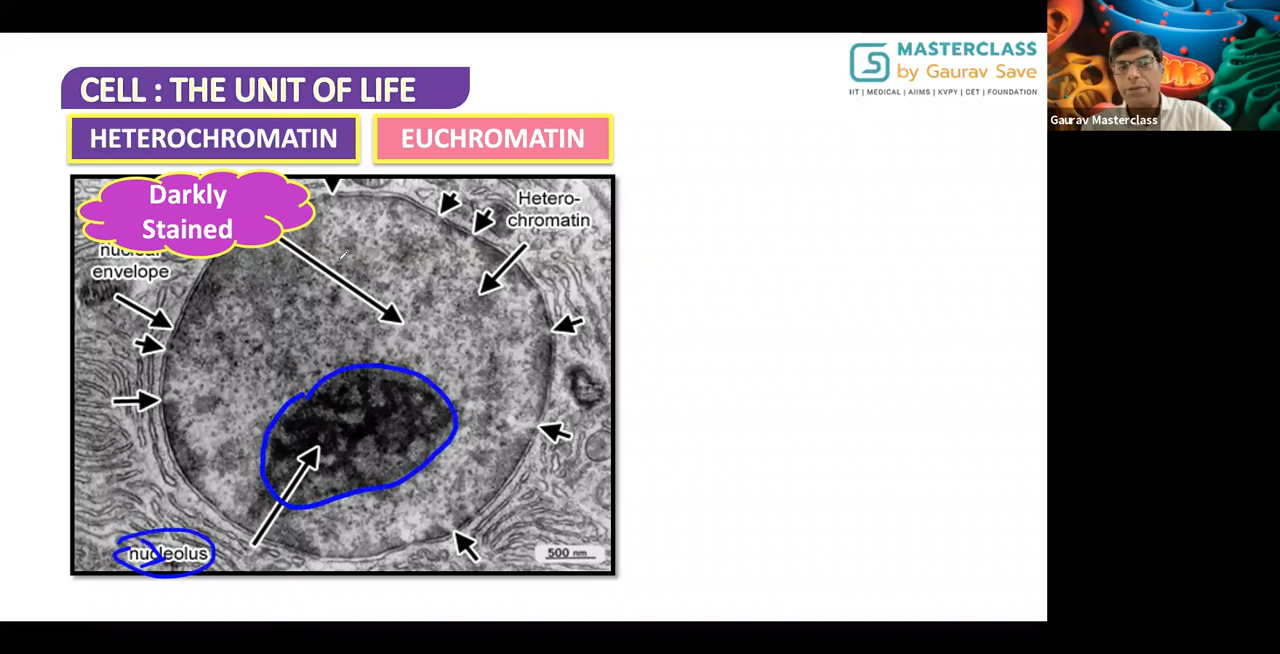 MASTERCLASS
by Gaurav Save
IIT | MEDICAL | AIIMS | KVPY | CET | FOUNDATION
Gaurav Masterclass
CELL : THE UNIT OF LIFE
HETEROCHROMATIN
EUCHROMATIN
Darkly
Stained
Hetero-
chromatin
envelope
nucleolus
500 nm